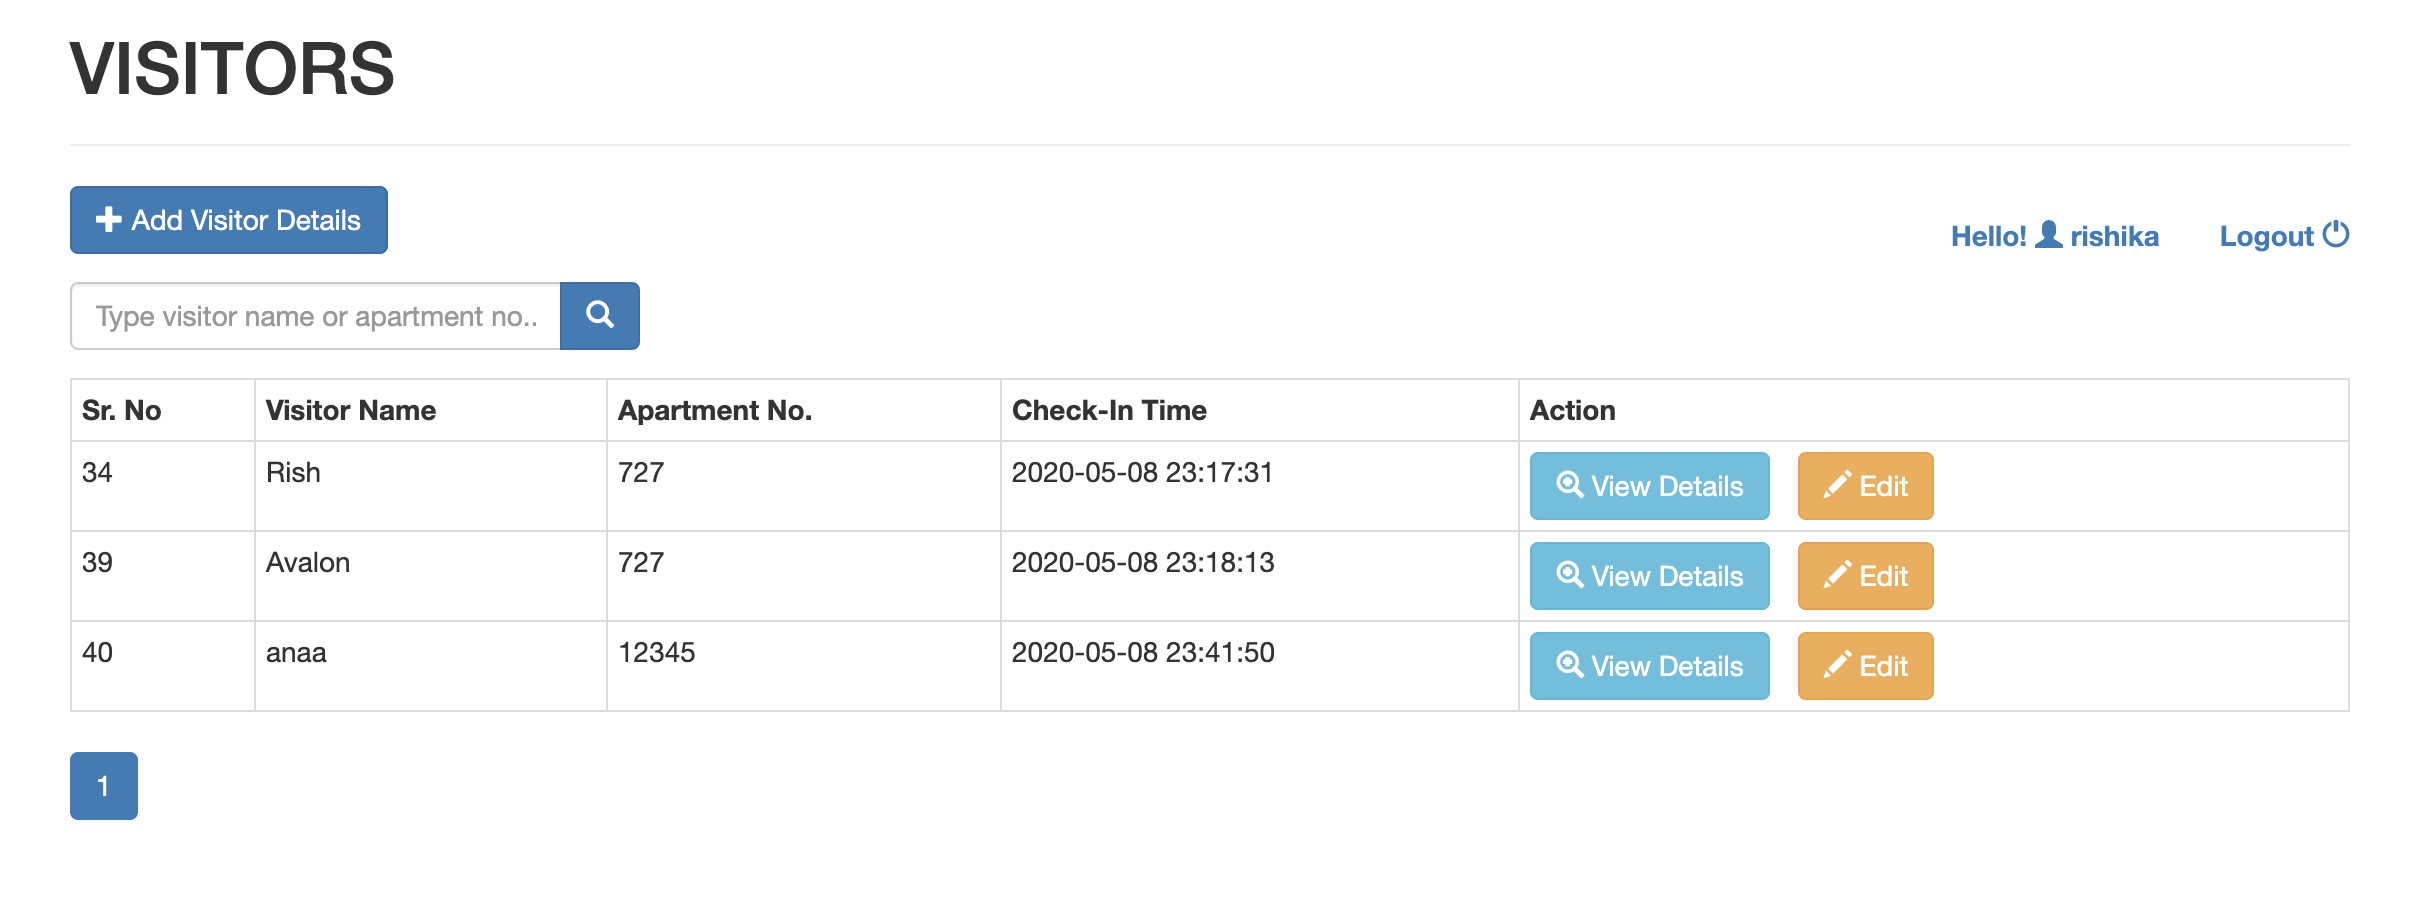 VISITORS
Add Visitor Details
Hello! rishika Logout
Type visitor name or apartment no..
Sr. No Visitor Name Apartment No. Check-In Time Action
34 Rish 727 2020-05-08 23:17:31 View Details Edit
39 Avalon 727 2020-05-08 23:18:13 View Details Edit
40 anaa 12345 2020-05-08 23:41:50 View Details Edit
1